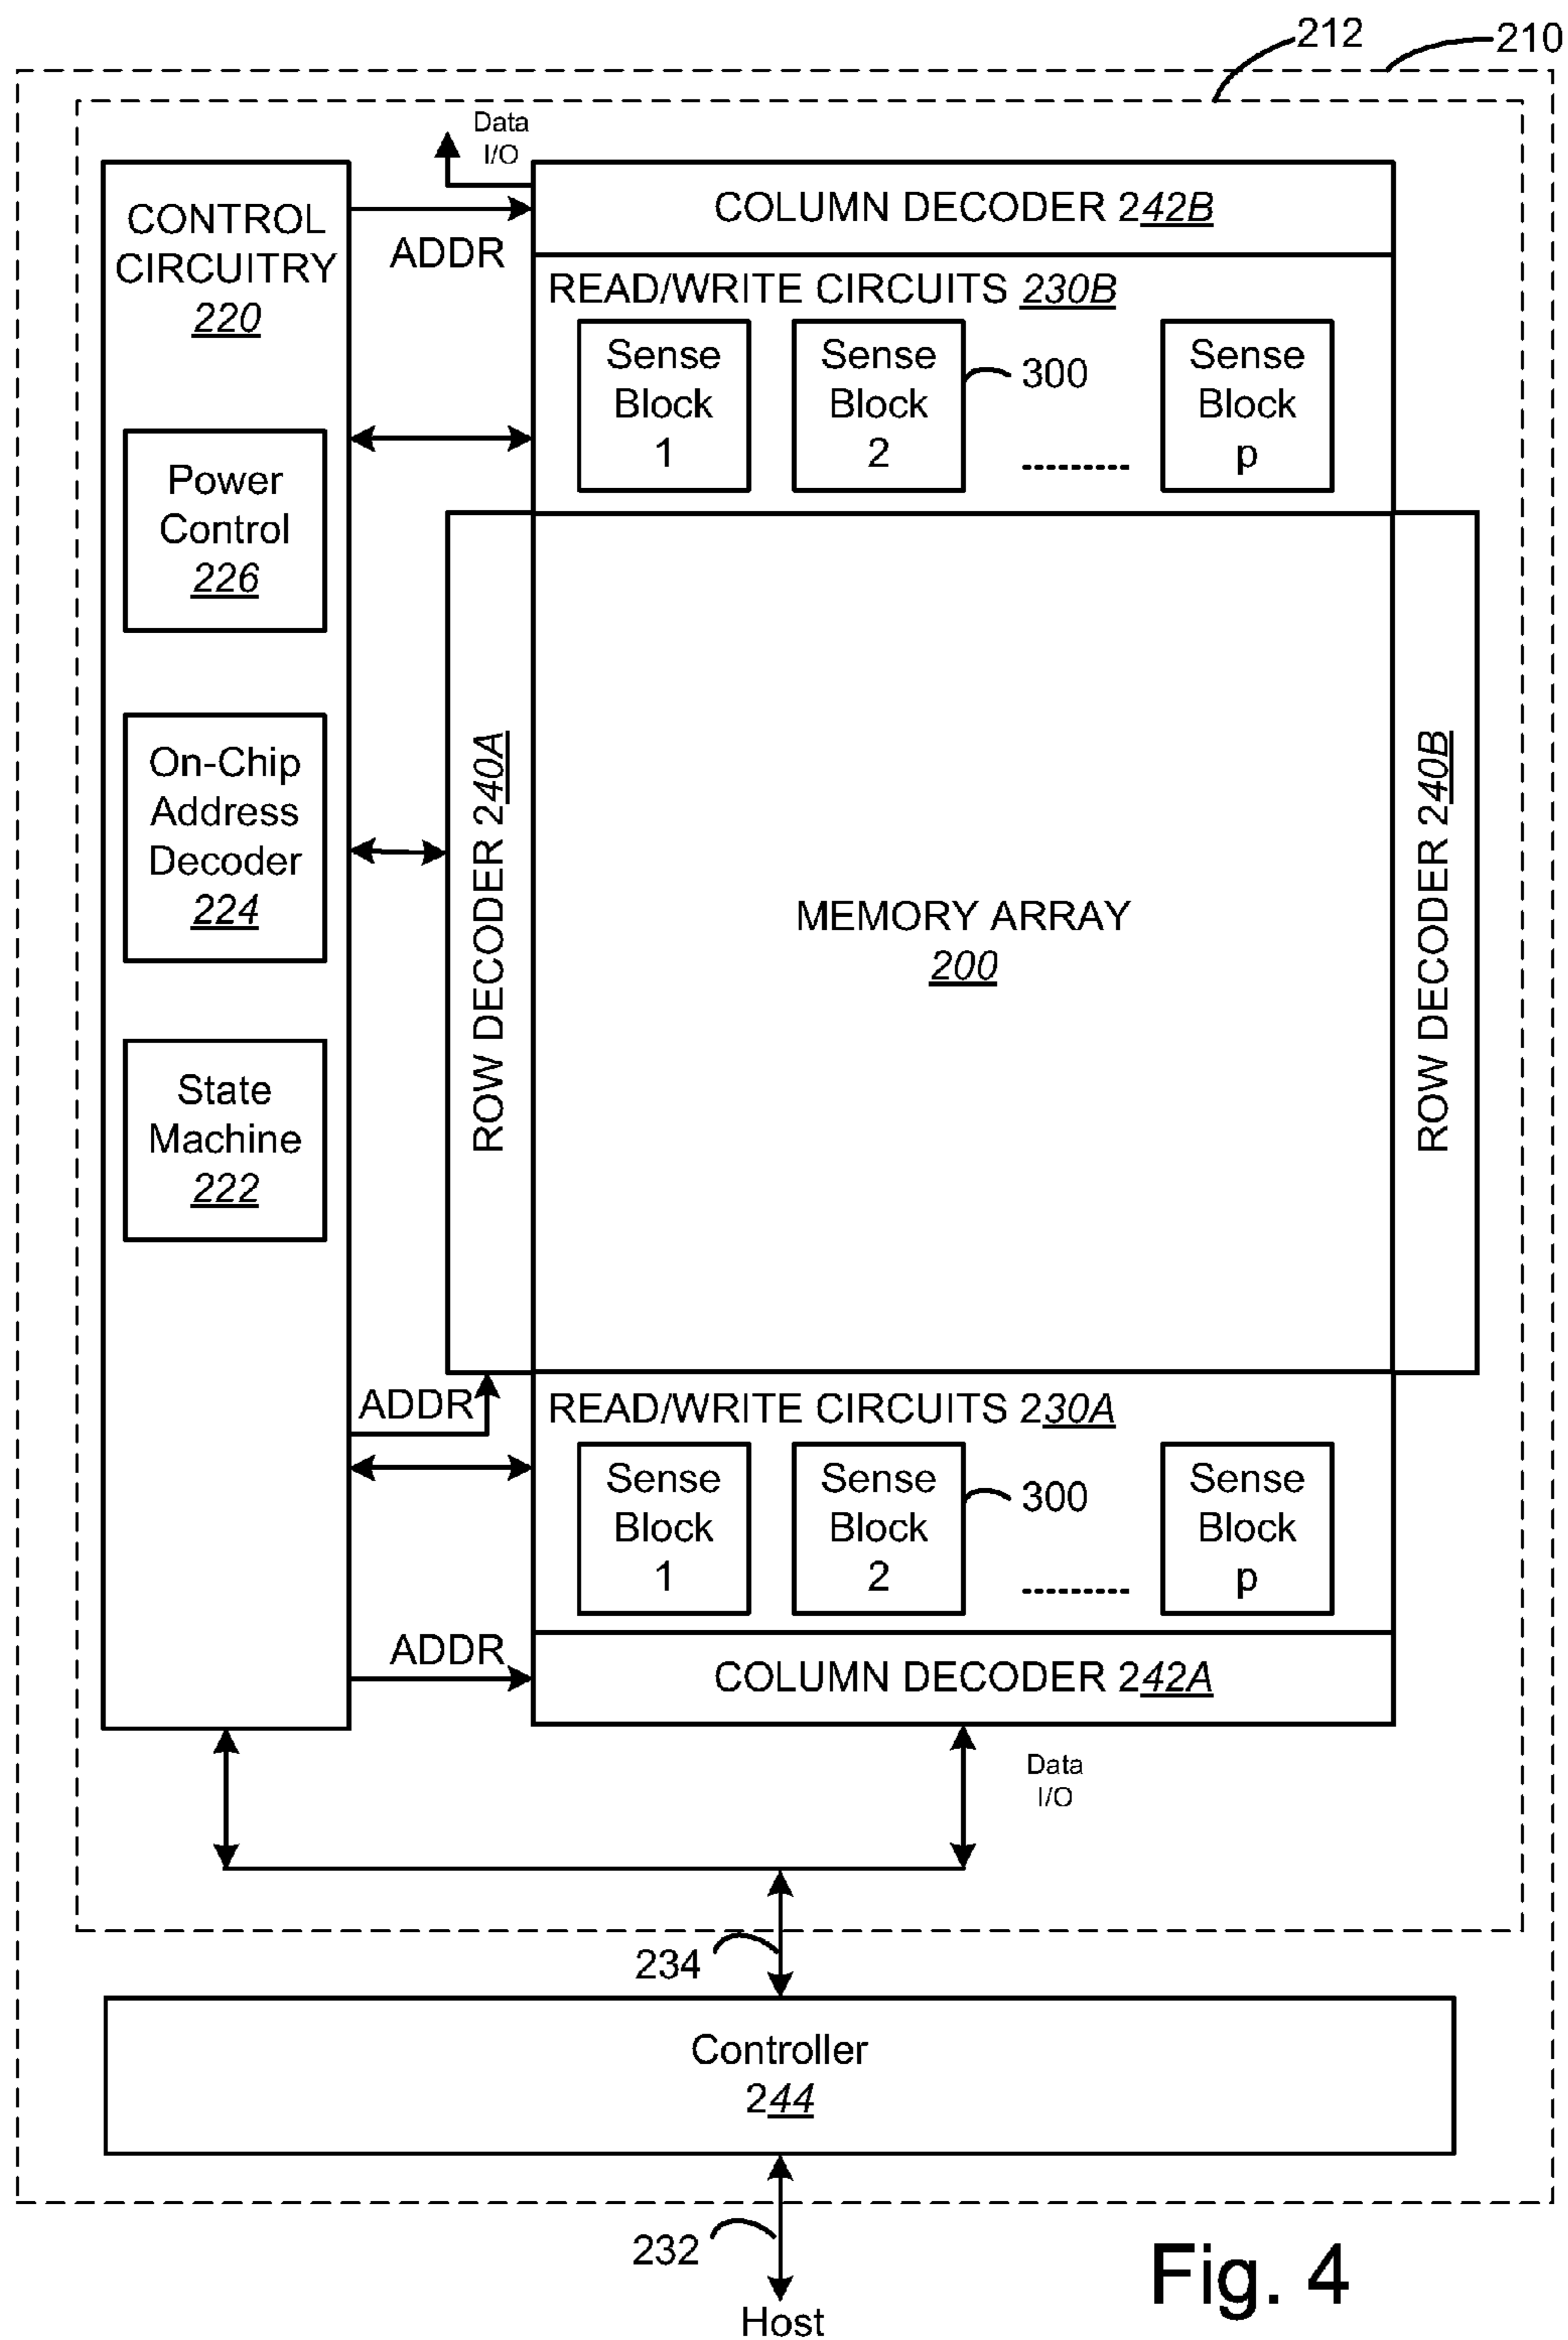 212
210
Data
I/O
CONTROL
CIRCUITRY
220
ADDR
COLUMN DECODER 242B
READ/WRITE CIRCUITS 230B
Sense
Block
1
Sense
Block
2
300
.........
Sense
Block
p
Power
Control
226
On-Chip
Address
Decoder
224
State
Machine
222
ROW DECODER 240A
MEMORY ARRAY
200
ROW DECODER 240B
ADDR
READ/WRITE CIRCUITS 230A
Sense
Block
1
Sense
Block
2
300
.........
Sense
Block
p
ADDR
COLUMN DECODER 242A
Data
I/O
234
Controller
244
232
Host
Fig. 4